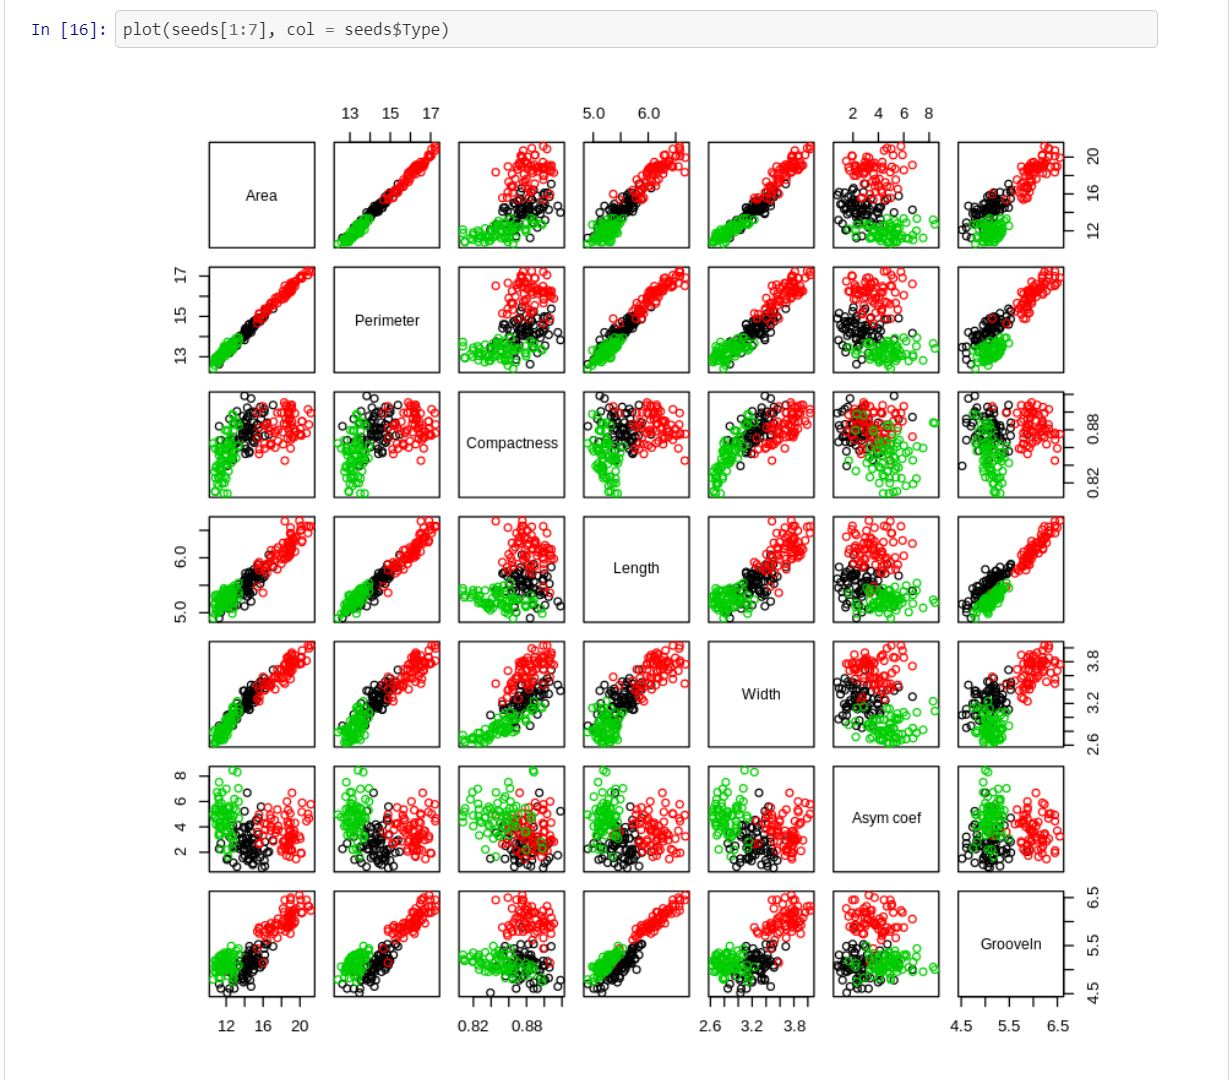 In [16]: plot(seeds[1:7], col = seeds$Type)
13 15 17 5.0 6.0 2 4 6 8
Area 12 16 20
13 15 17 Perimeter
Compactness 0.82 0.88
5.0 6.0 Length
Width 2.6 3.2 3.8
2 4 6 8 Asym coef
GrooveIn 4.5 5.5 6.5
12 16 20 0.82 0.88 2.6 3.2 3.8 4.5 5.5 6.5